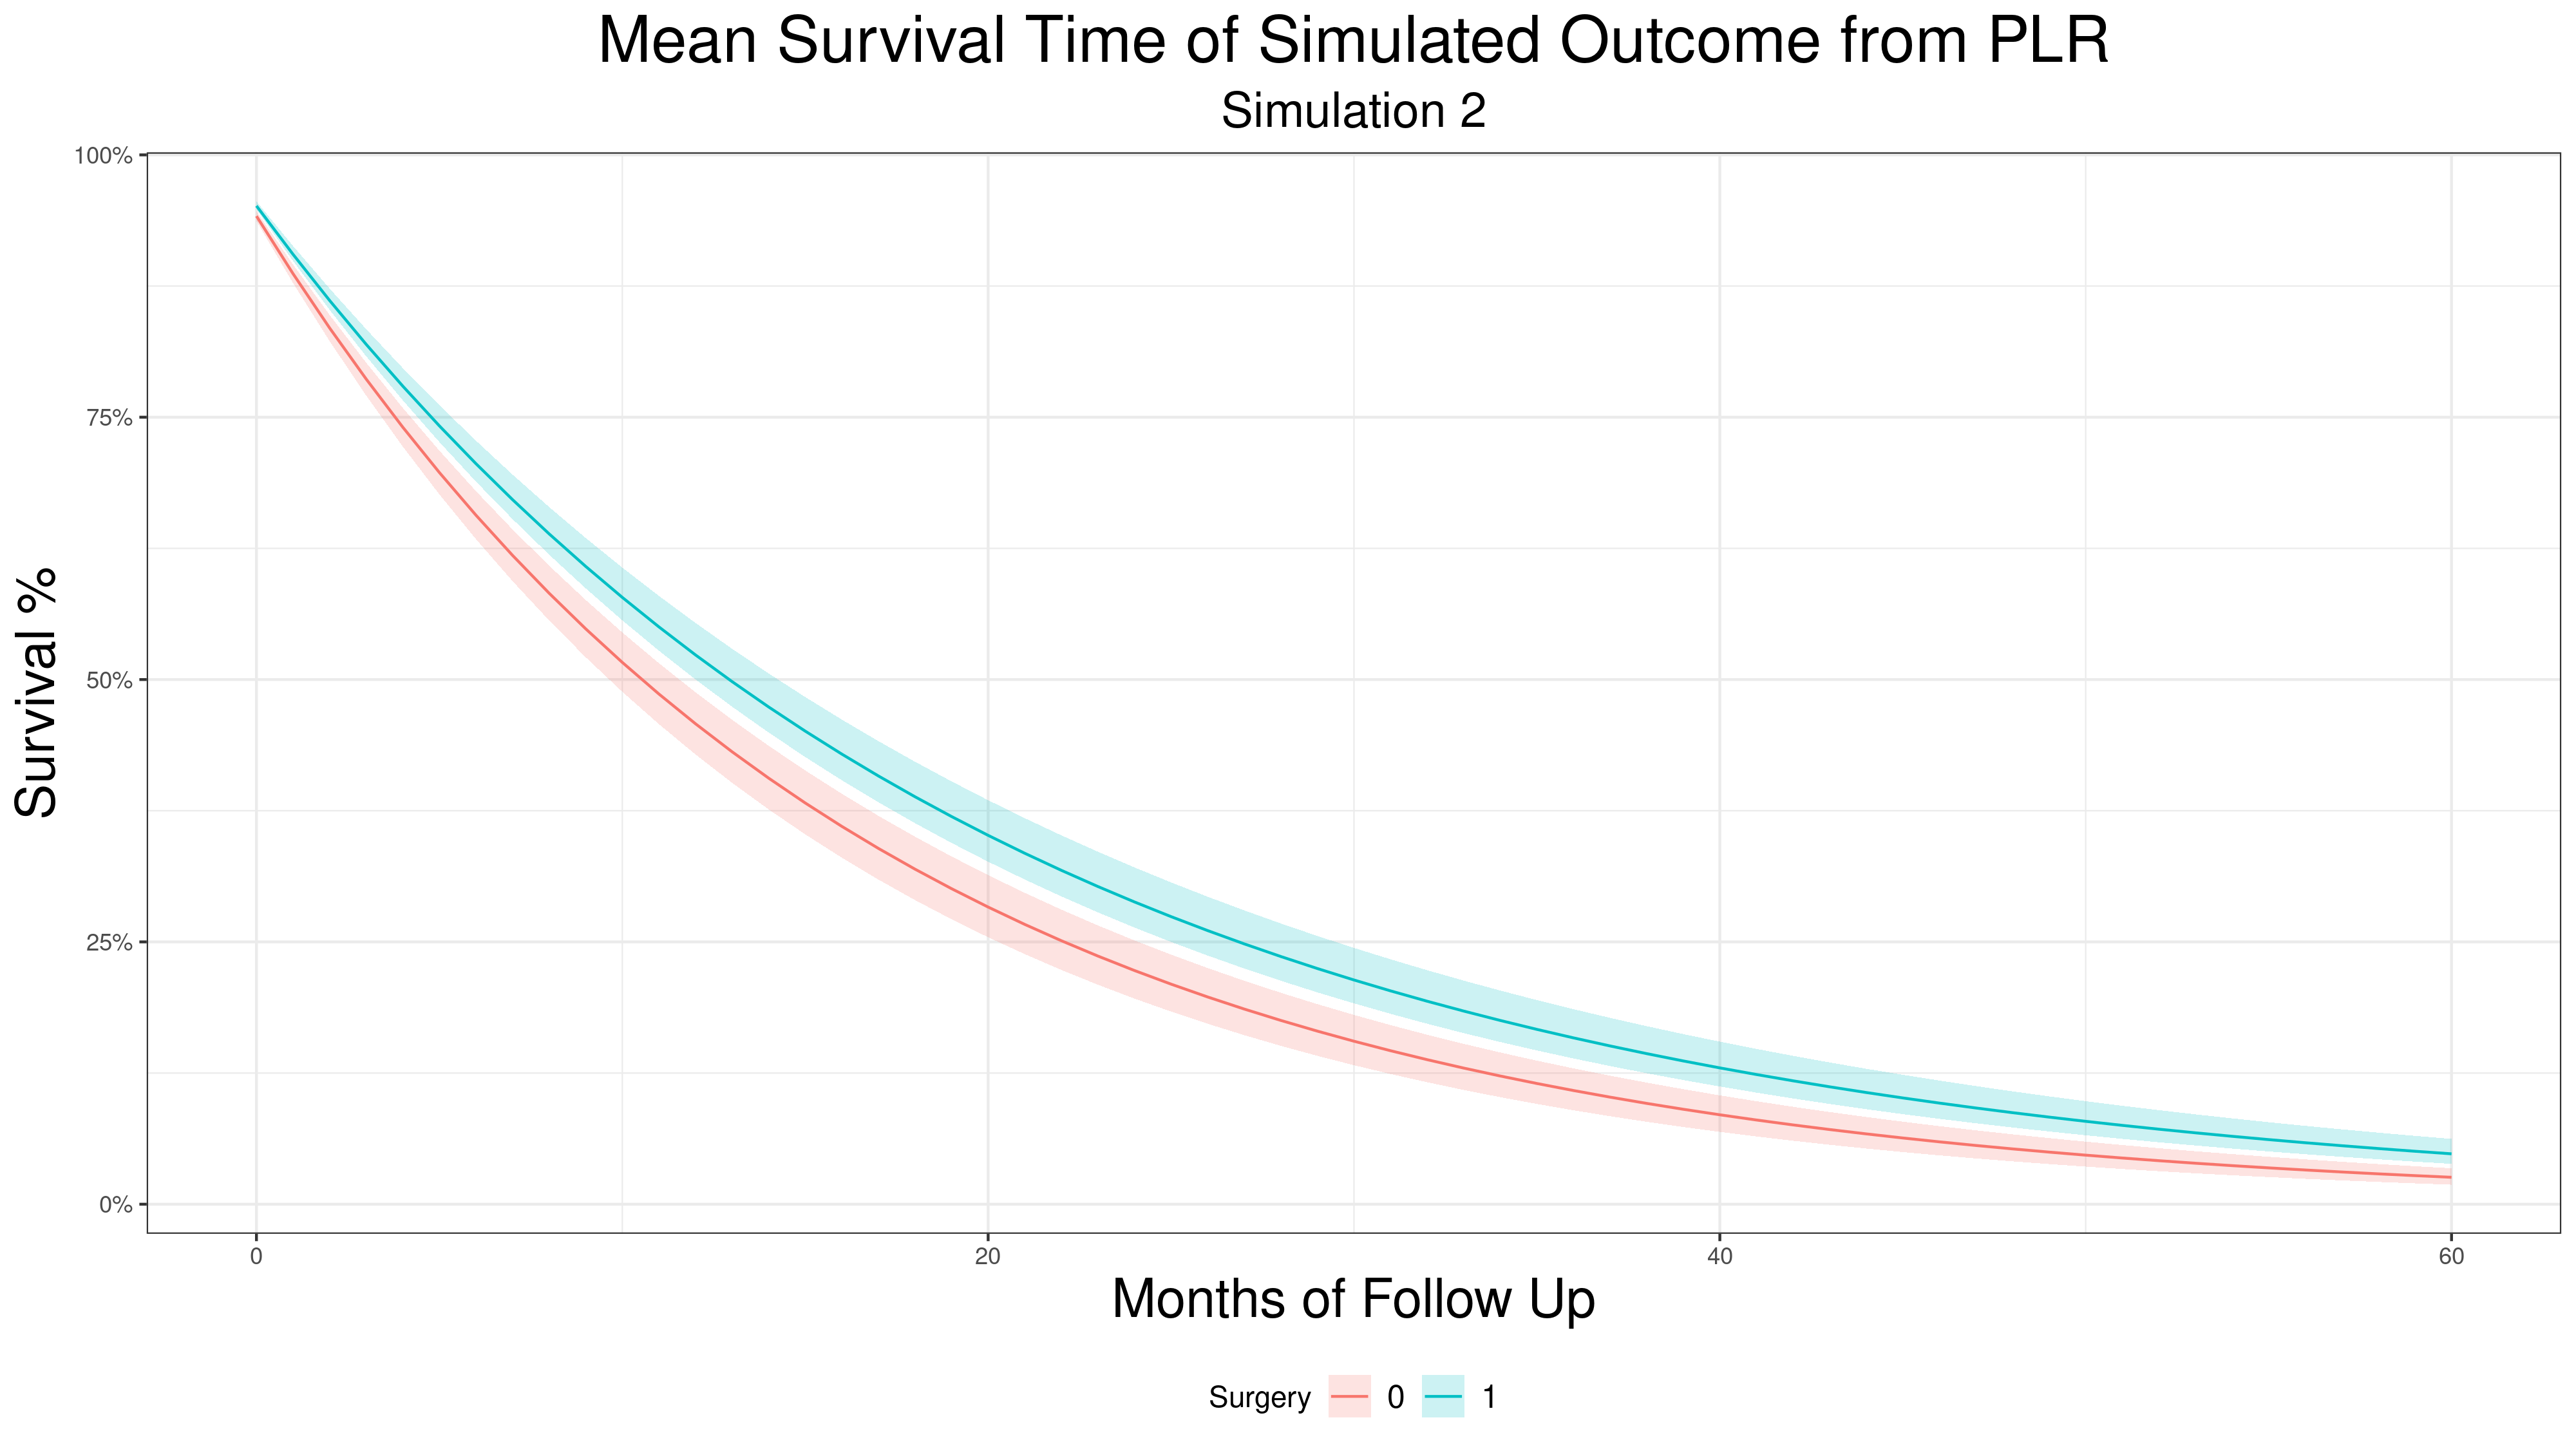 Mean Survival Time of Simulated Outcome from PLR
Simulation 2
Survival %
100%
75%
50%
25%
0%
0 20 40 60
Months of Follow Up
Surgery 0 1